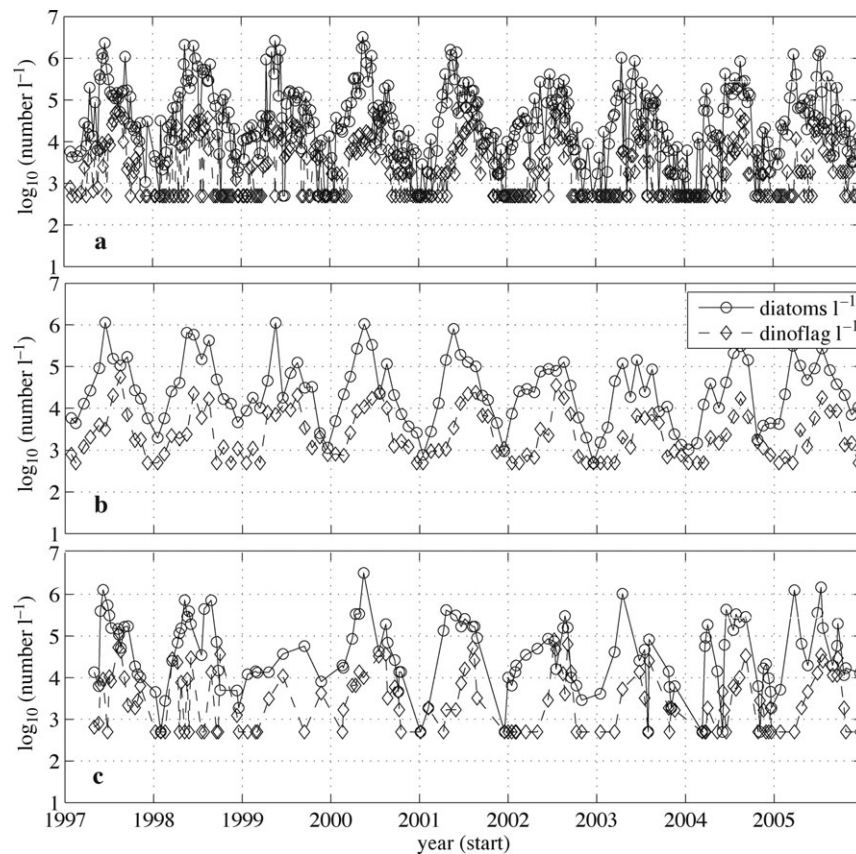 7
6
5
4
3
2
1
log₁₀ (number l⁻¹)
a
7
6
5
4
3
2
1
log₁₀ (number l⁻¹)
diatoms l⁻¹
dinoflag l⁻¹
b
7
6
5
4
3
2
1
log₁₀ (number l⁻¹)
c
1997 1998 1999 2000 2001 2002 2003 2004 2005
year (start)